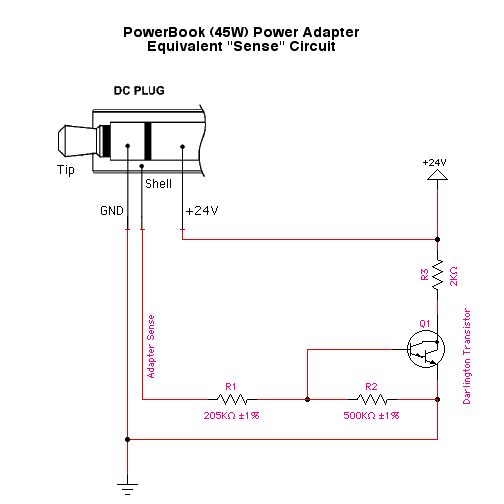 PowerBook (45W) Power Adapter
Equivalent "Sense" Circuit
DC PLUG
Tip
Shell
GND
+24V
+24V
R3
2KΩ
Q1
Darlington Transistor
Adapter Sense
R1
205KΩ ±1%
R2
500KΩ ±1%